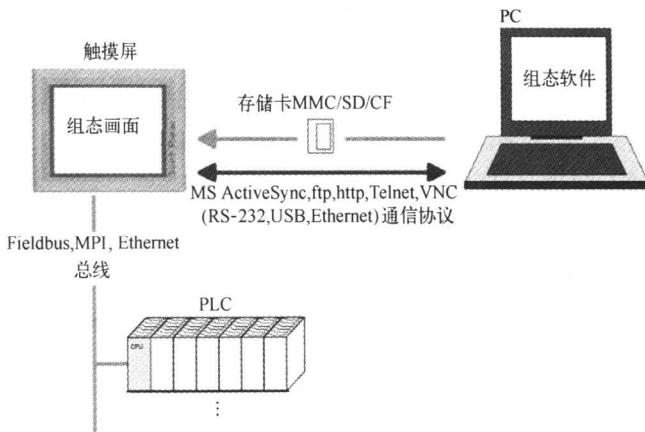 PC
触摸屏
组态软件
存储卡MMC/SD/CF
组态画面
MS ActiveSync,ftp,http,Telnet,VNC
(RS-232,USB,Ethernet)通信协议
Fieldbus,MPI, Ethernet
总线
PLC
CPU
⋮